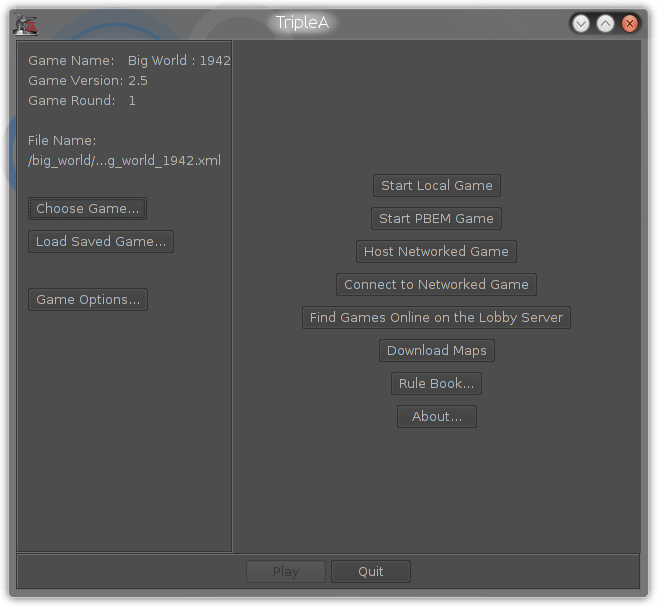 TripleA
Game Name: Big World : 1942
Game Version: 2.5
Game Round: 1
File Name:
/big_world/...g_world_1942.xml
Choose Game...
Load Saved Game...
Game Options...
Start Local Game
Start PBEM Game
Host Networked Game
Connect to Networked Game
Find Games Online on the Lobby Server
Download Maps
Rule Book...
About...
Play
Quit